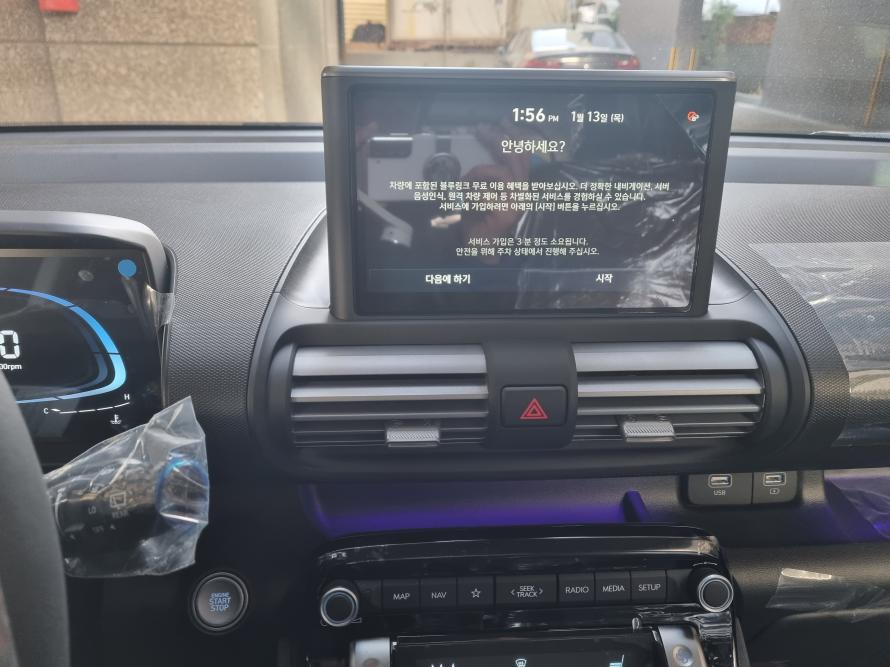 1:56 PM 1월 13일 (목)
안녕하세요?
차량에 포함된 블루링크 무료 이용 혜택을 받아보십시오. 더 정확한 내비게이션, 서버
음성인식, 원격 차량 제어 등 차별화된 서비스를 경험하실 수 있습니다.
서비스에 가입하려면 아래의 [시작] 버튼을 누르십시오.
서비스 가입은 3 분 정도 소요됩니다.
안전을 위해 주차 상태에서 진행해 주십시오.
다음에 하기 시작
0
00rpm
C H
USB
LO
REAR
ENGINE
START
STOP
MAP NAV ☆ < SEEK TRACK > RADIO MEDIA SETUP